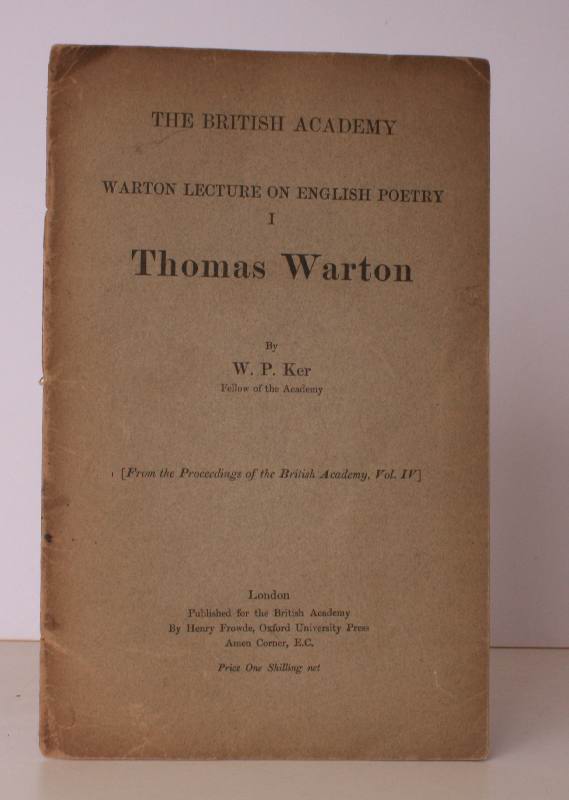 THE BRITISH ACADEMY
WARTON LECTURE ON ENGLISH POETRY
I
Thomas Warton
By
W. P. Ker
Fellow of the Academy
[From the Proceedings of the British Academy, Vol. IV]
London
Published for the British Academy
By Henry Frowde, Oxford University Press
Amen Corner, E.C.
Price One Shilling net